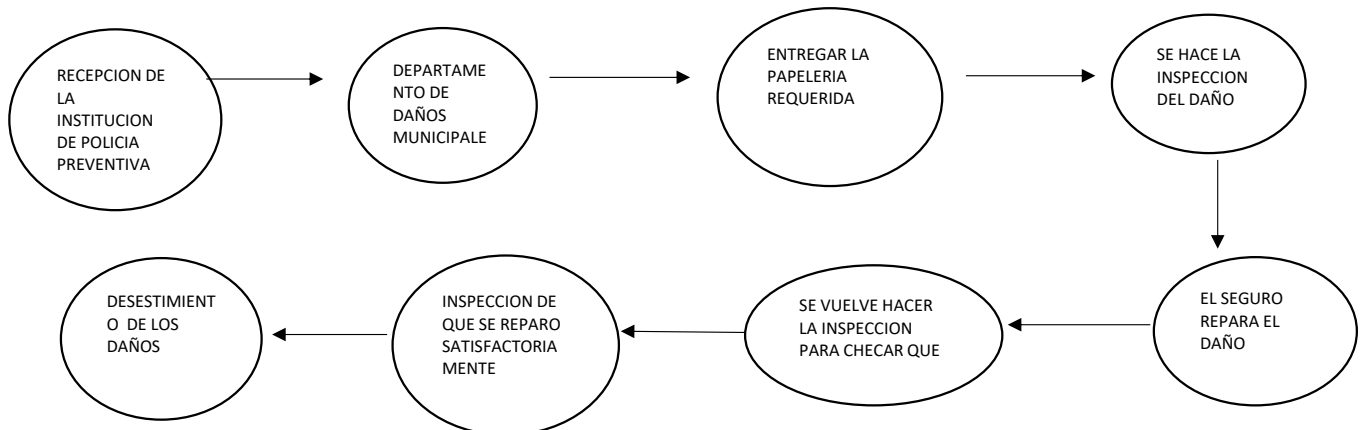 RECEPCION DE
LA
INSTITUCION
DE POLICIA
PREVENTIVA
DEPARTAME
NTO DE
DAÑOS
MUNICIPALE
ENTREGAR LA
PAPELERIA
REQUERIDA
SE HACE LA
INSPECCION
DEL DAÑO
EL SEGURO
REPARA EL
DAÑO
SE VUELVE HACER
LA INSPECCION
PARA CHECAR QUE
INSPECCION DE
QUE SE REPARO
SATISFACTORIA
MENTE
DESESTIMIENT
O DE LOS
DAÑOS